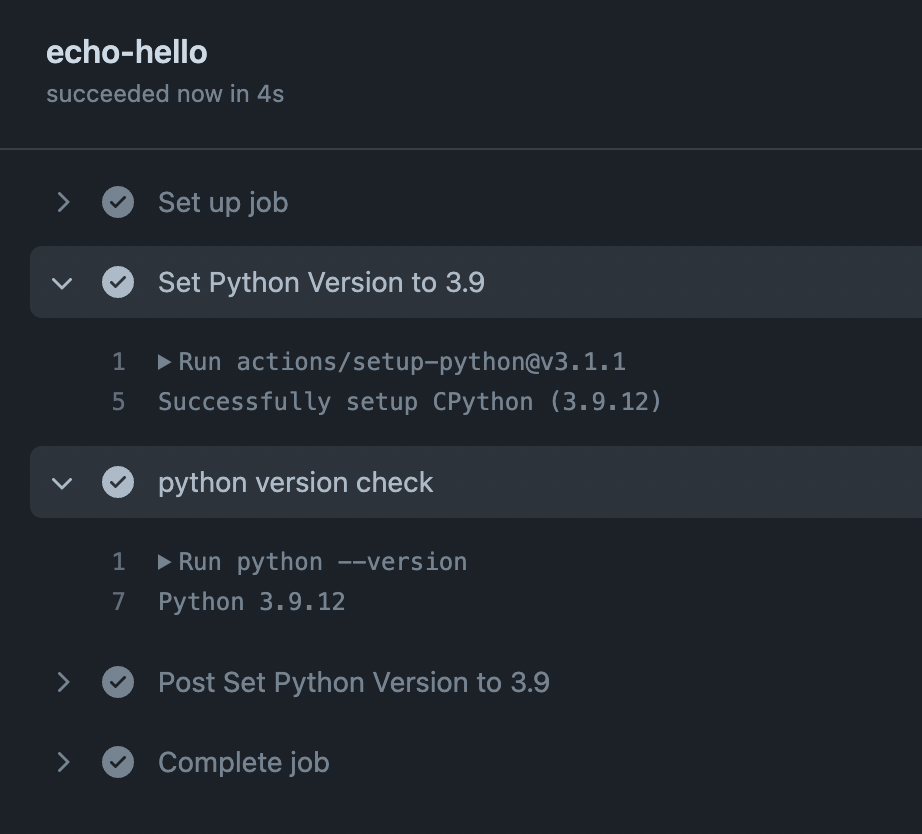 echo-hello
succeeded now in 4s
Set up job
Set Python Version to 3.9
1 Run actions/setup-python@v3.1.1
5 Successfully setup CPython (3.9.12)
python version check
1 Run python --version
7 Python 3.9.12
Post Set Python Version to 3.9
Complete job